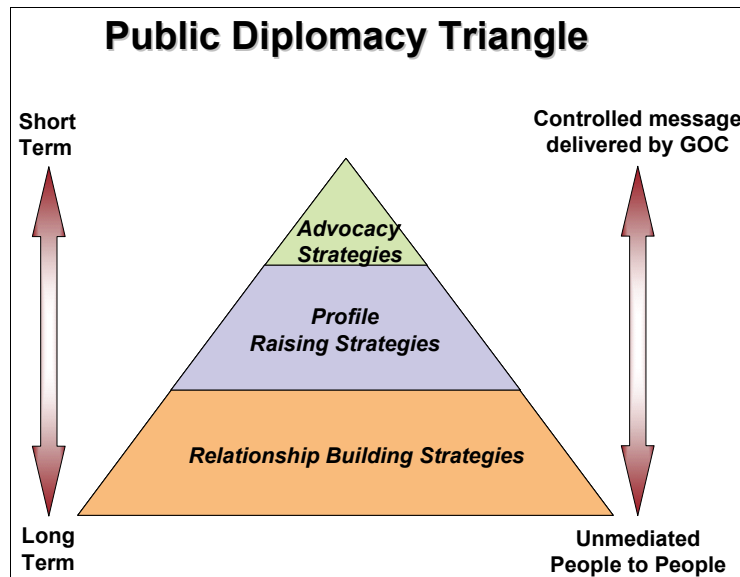 Public Diplomacy Triangle
Short
Term
Controlled message
delivered by GOC
Advocacy
Strategies
Profile
Raising Strategies
Relationship Building Strategies
Long
Term
Unmediated
People to People